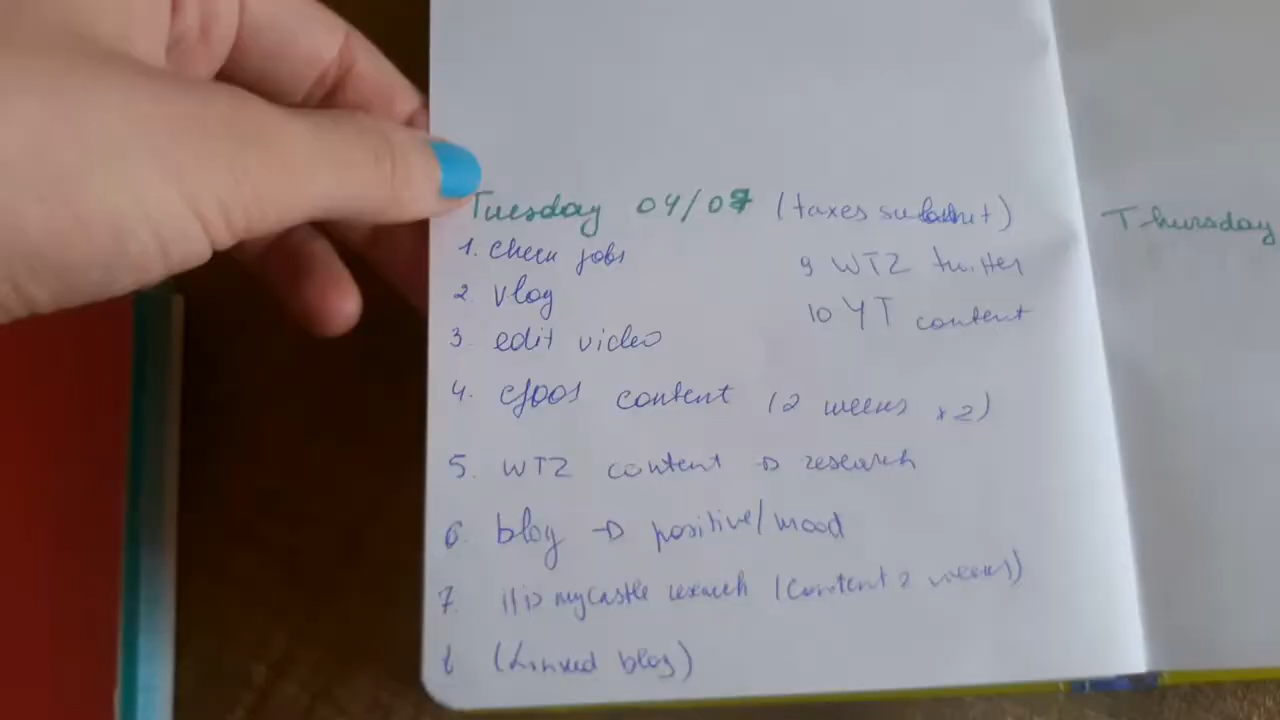 Tuesday 04/07 (taxes submit)
1. check jobs
2. vlog
3. edit video
4. content (2 weeks x2)
5. WTZ content → research
6 blog → positive/mood
7. mycastle research (content 2 weeks)
8 (Linked blog)
9 WTZ twitter
10 YT content
Thursday